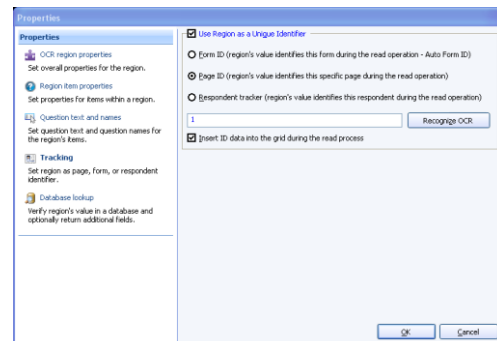 Properties
Properties
OCR region properties
Set overall properties for the region.
Region item properties
Set properties for items within a region.
Question text and names
Set question text and question names for
the region's items.
Tracking
Set region as page, form, or respondent
identifier.
Database lookup
Verify region's value in a database and
optionally return additional fields.
Use Region as a Unique Identifier
Form ID (region's value identifies this form during the read operation - Auto Form ID)
Page ID (region's value identifies this specific page during the read operation)
Respondent tracker (region's value identifies this respondent during the read operation)
1
Recognize OCR
Insert ID data into the grid during the read process
OK
Cancel